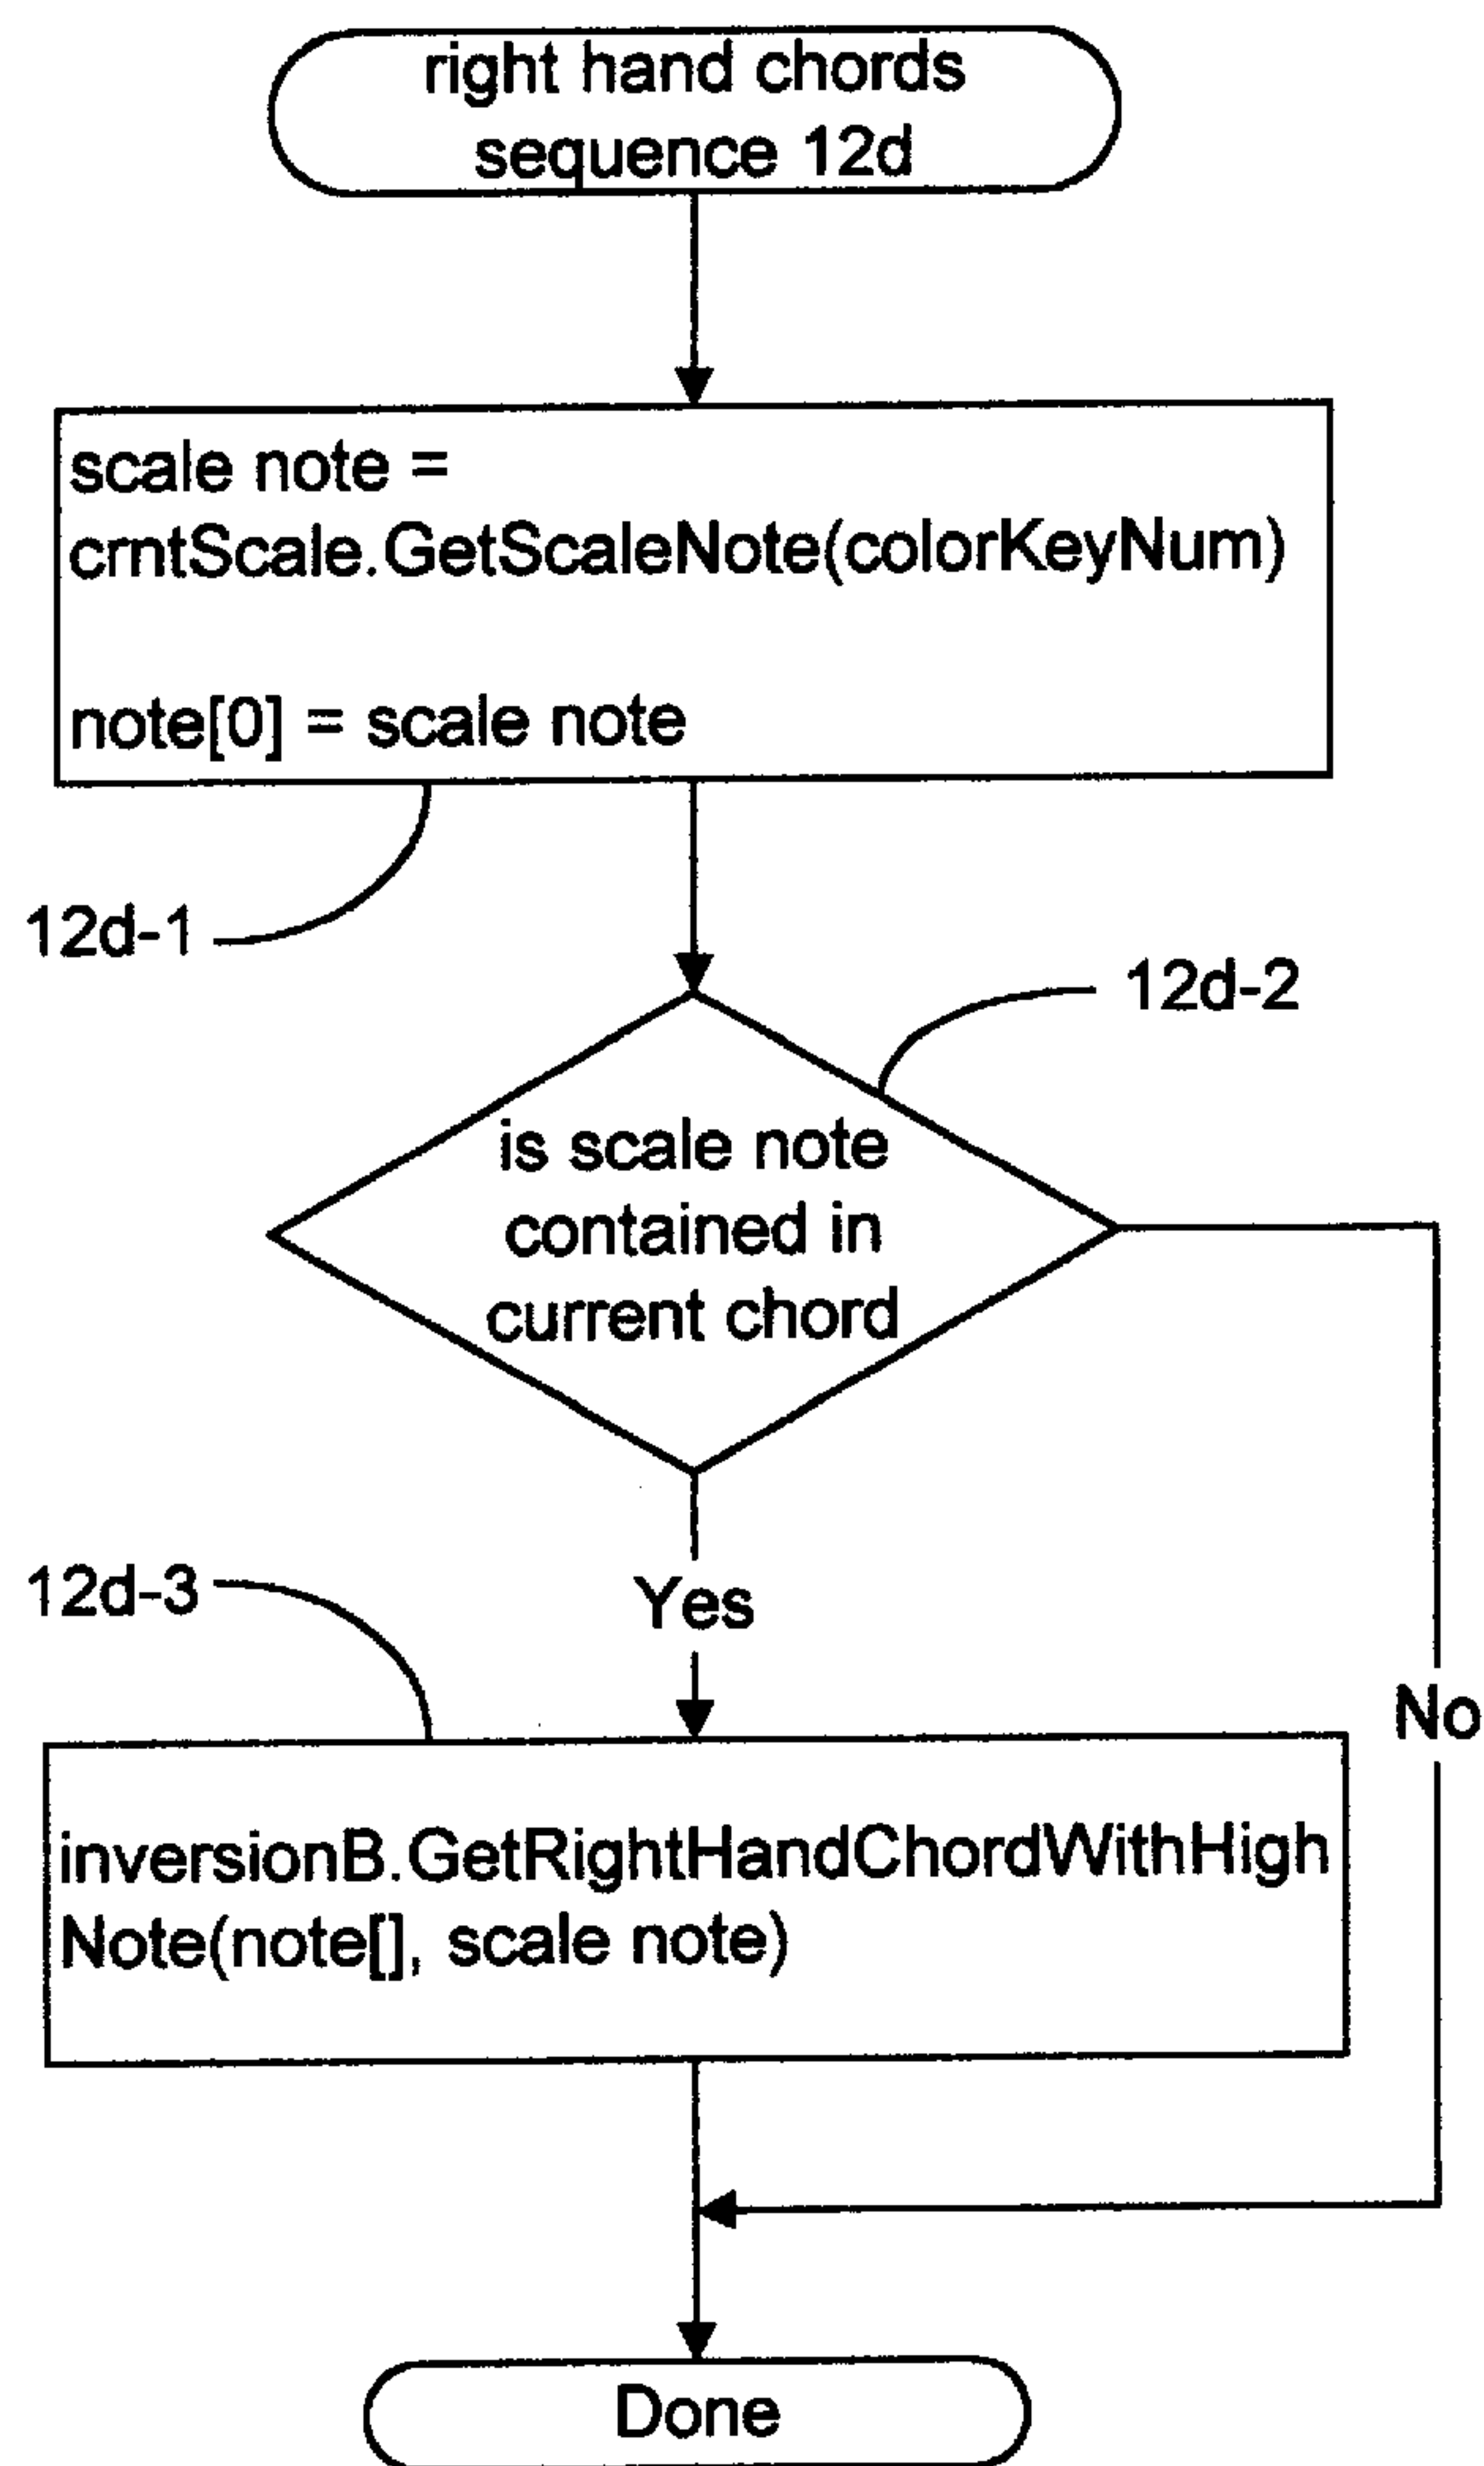 right hand chords
sequence 12d
scale note =
crntScale.GetScaleNote(colorKeyNum)
note[0] = scale note
12d-1
12d-2
is scale note
contained in
current chord
12d-3
Yes
No
inversionB.GetRightHandChordWithHigh
Note(note[], scale note)
Done